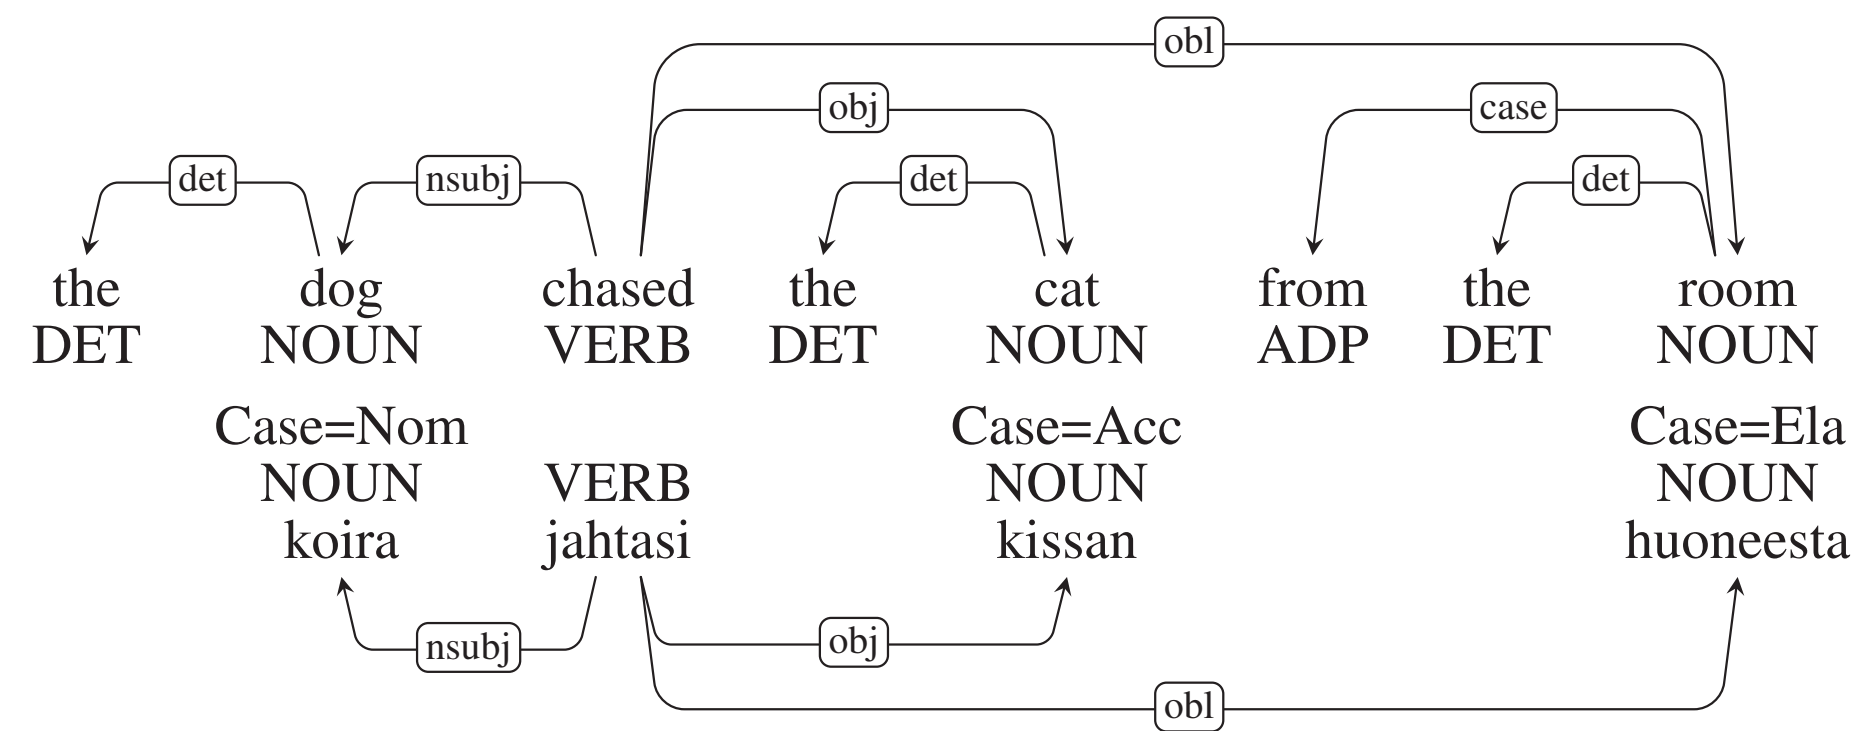 obl
obj case
det nsubj det det
the dog chased the cat from the room
DET NOUN VERB DET NOUN ADP DET NOUN
Case=Nom Case=Acc Case=Ela
NOUN VERB NOUN NOUN
koira jahtasi kissan huoneesta
nsubj obj
obl